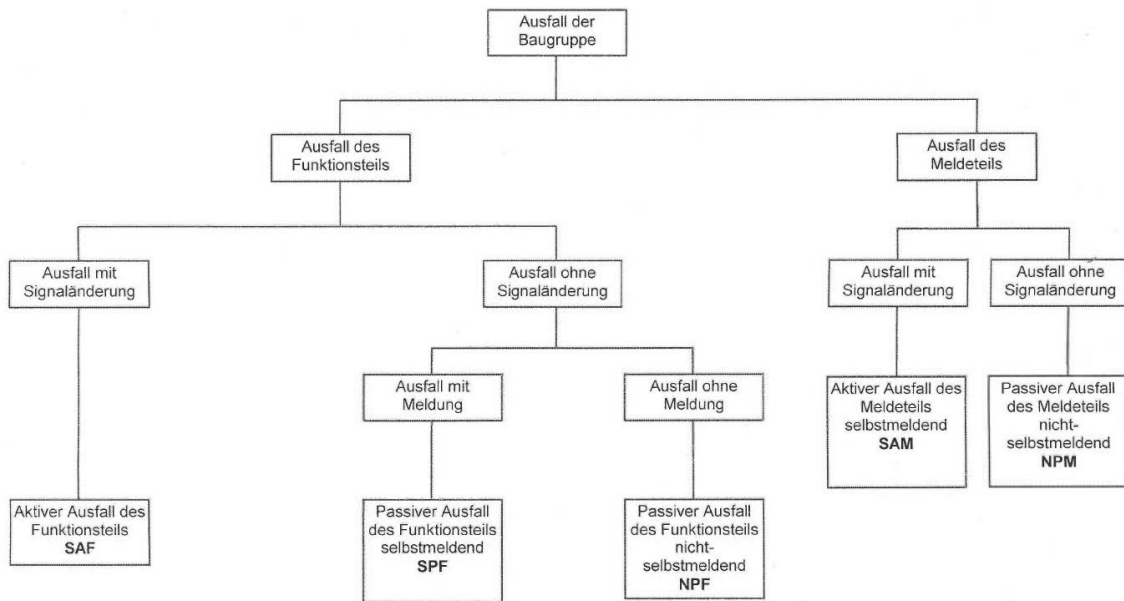 Ausfall der
Baugruppe
Ausfall des
Funktionsteils
Ausfall des
Meldeteils
Ausfall mit
Signaländerung
Ausfall ohne
Signaländerung
Ausfall mit
Signaländerung
Ausfall ohne
Signaländerung
Ausfall mit
Meldung
Ausfall ohne
Meldung
Aktiver Ausfall des
Meldeteils
selbstmeldend
SAM
Passiver Ausfall
des Meldeteils
nicht-
selbstmeldend
NPM
Aktiver Ausfall des
Funktionsteils
SAF
Passiver Ausfall
des Funktionsteils
selbstmeldend
SPF
Passiver Ausfall
des Funktionsteils
nicht-
selbstmeldend
NPF